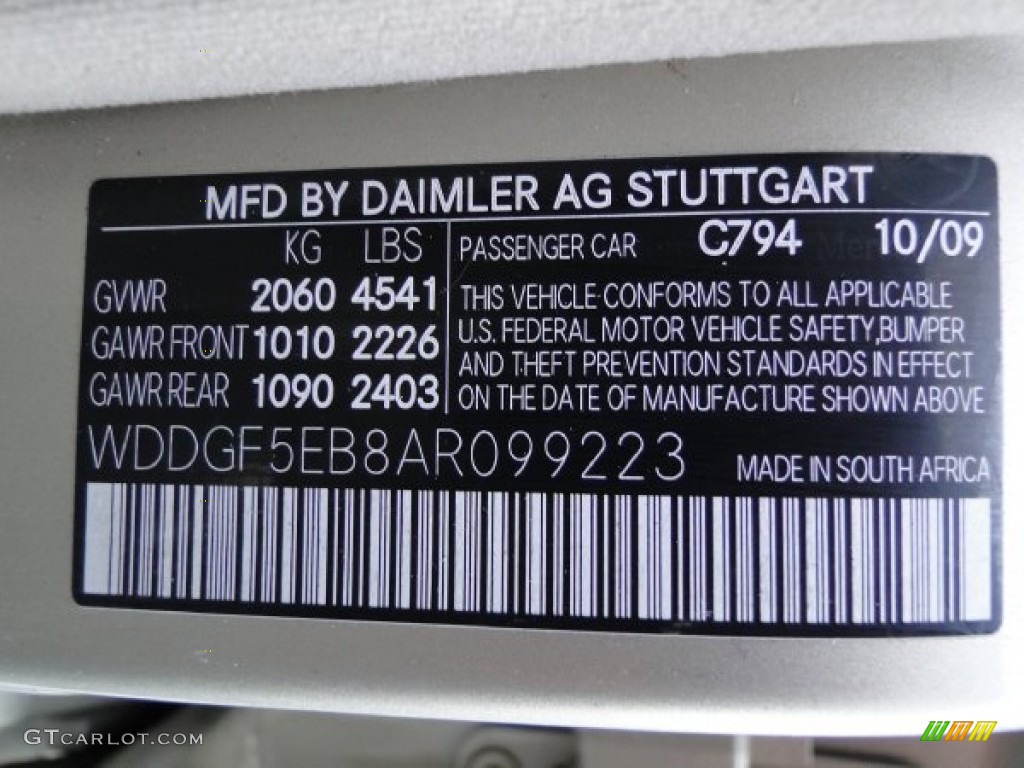 MFD BY DAIMLER AG STUTTGART
KG LBS
GVWR 2060 4541
GAWR FRONT 1010 2226
GAWR REAR 1090 2403
PASSENGER CAR C794 10/09
THIS VEHICLE CONFORMS TO ALL APPLICABLE
U.S. FEDERAL MOTOR VEHICLE SAFETY, BUMPER
AND THEFT PREVENTION STANDARDS IN EFFECT
ON THE DATE OF MANUFACTURE SHOWN ABOVE
WDDGF5EB8AR099223 MADE IN SOUTH AFRICA
GTCARLOT.COM